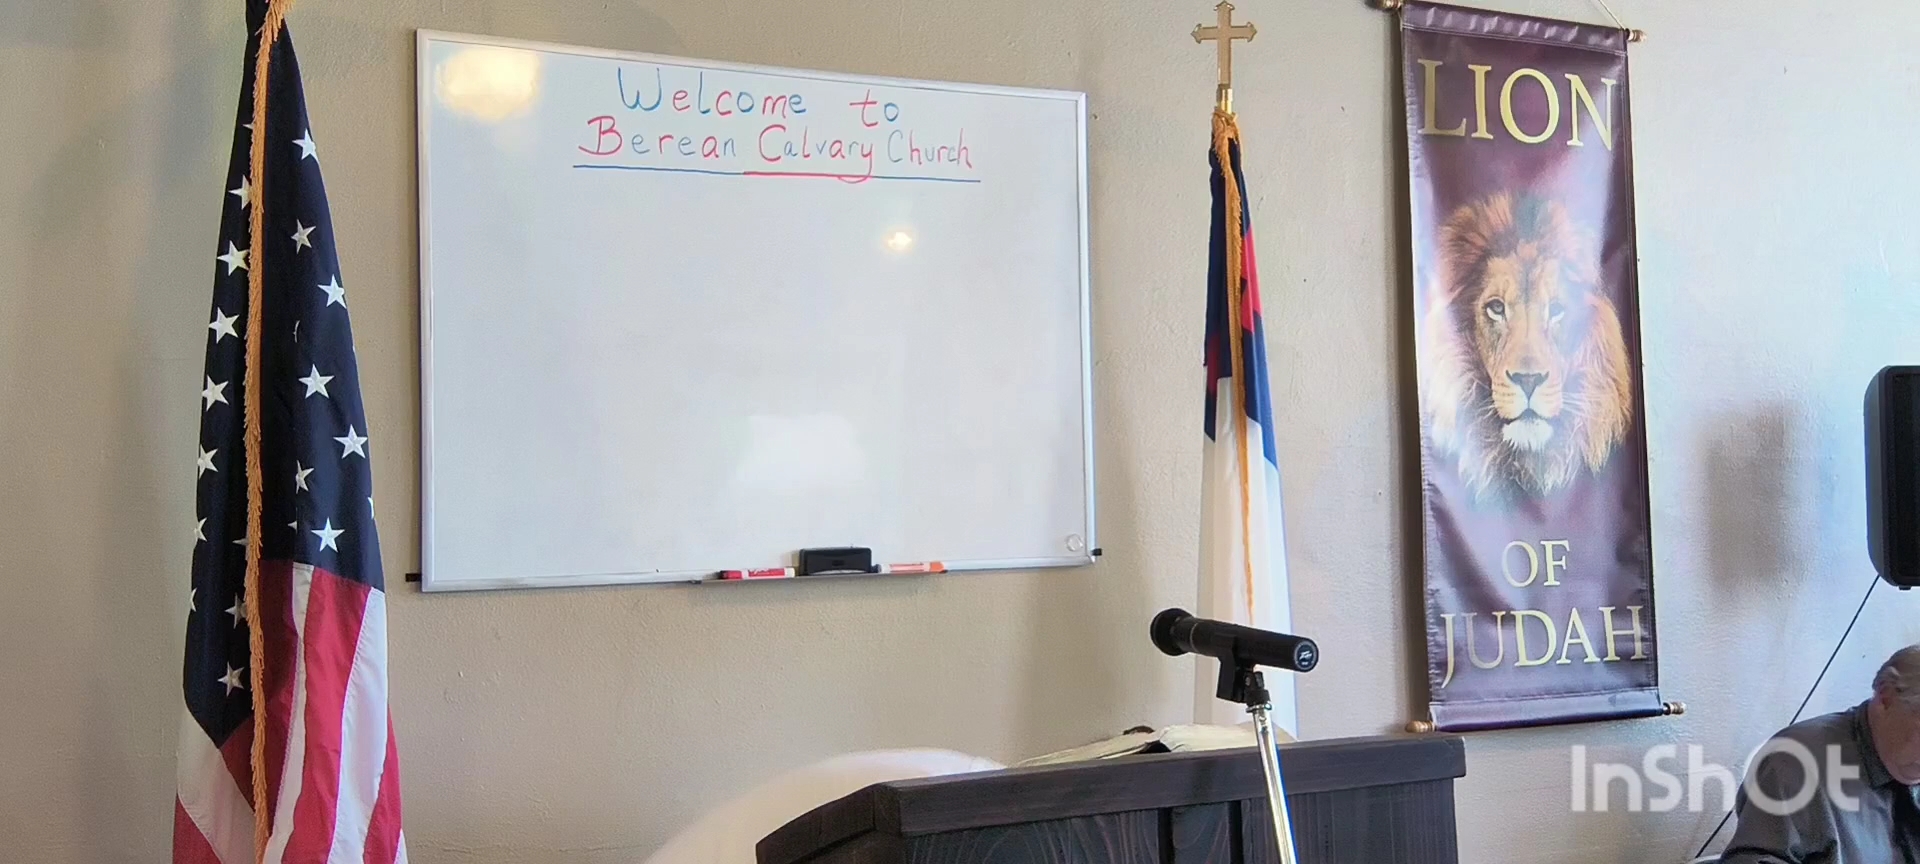 Welcome to
Berean Calvary Church
LION
OF
JUDAH
InShOt